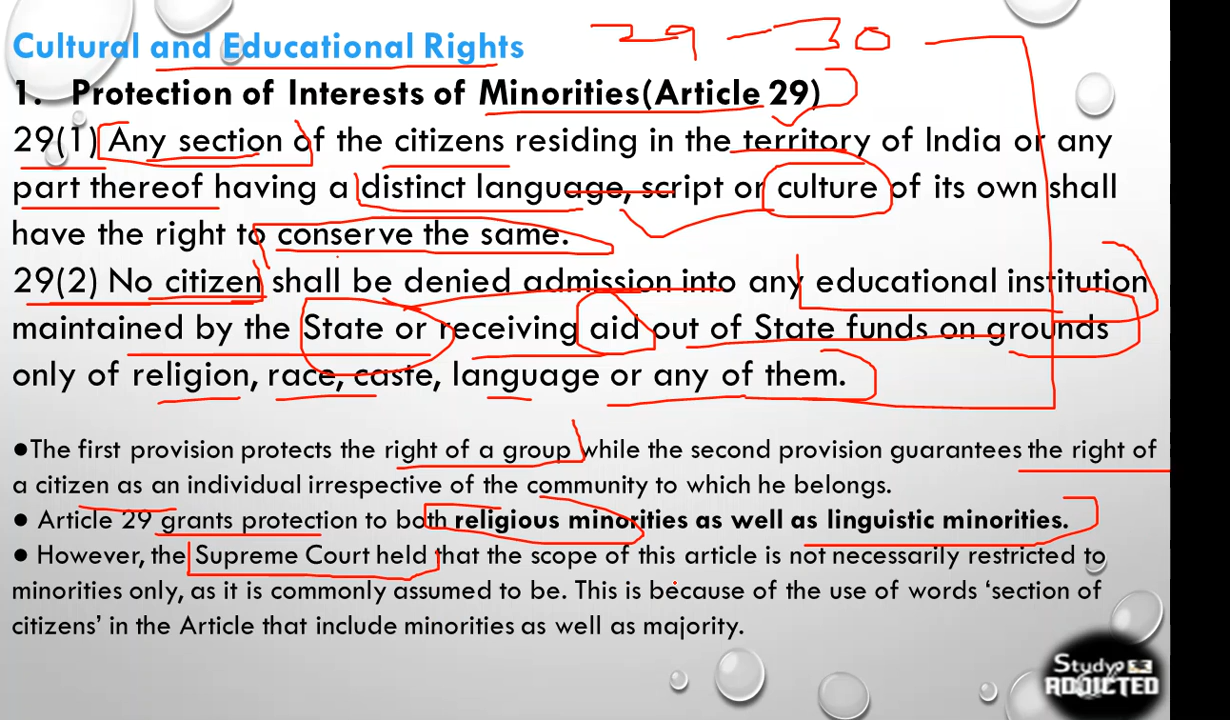 Cultural and Educational Rights
29 - 30
1. Protection of Interests of Minorities(Article 29)
29(1) Any section of the citizens residing in the territory of India or any
part thereof having a distinct language, script or culture of its own shall
have the right to conserve the same.
29(2) No citizen shall be denied admission into any educational institution
maintained by the State or receiving aid out of State funds on grounds
only of religion, race, caste, language or any of them.
●The first provision protects the right of a group while the second provision guarantees the right of
a citizen as an individual irrespective of the community to which he belongs.
● Article 29 grants protection to both religious minorities as well as linguistic minorities.
● However, the Supreme Court held that the scope of this article is not necessarily restricted to
minorities only, as it is commonly assumed to be. This is because of the use of words ‘section of
citizens’ in the Article that include minorities as well as majority.
Study
ADDICTED